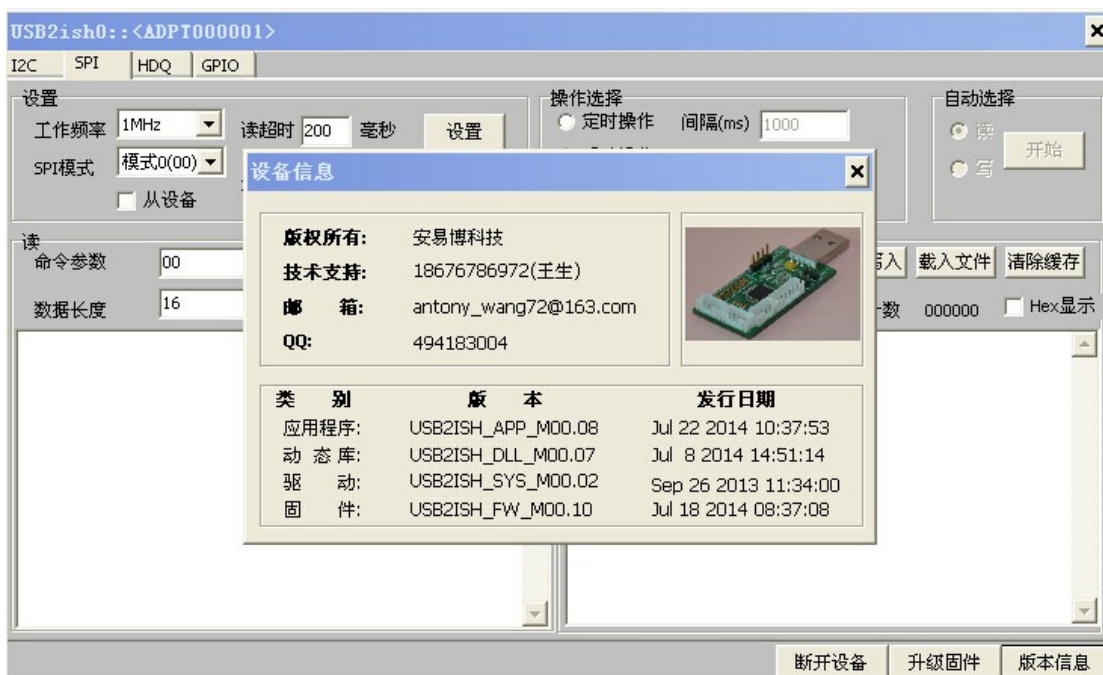 USB2ish0::<ADPT000001>
I2C SPI HDQ GPIO
设置
工作频率 1MHz 读超时 200 毫秒 设置
SPI模式 模式0(00)
从设备
操作选择
定时操作 间隔(ms) 1000
自动选择
读
写
开始
读
命令参数 00
数据长度 16
写入 载入文件 清除缓存
数 000000 Hex显示
设备信息
版权所有: 安易博科技
技术支持: 18676786972(王生)
邮 箱: antony_wang72@163.com
QQ: 494183004
类 别 版 本 发行日期
应用程序: USB2ISH_APP_M00.08 Jul 22 2014 10:37:53
动 态 库: USB2ISH_DLL_M00.07 Jul 8 2014 14:51:14
驱 动: USB2ISH_SYS_M00.02 Sep 26 2013 11:34:00
固 件: USB2ISH_FW_M00.10 Jul 18 2014 08:37:08
断开设备 升级固件 版本信息